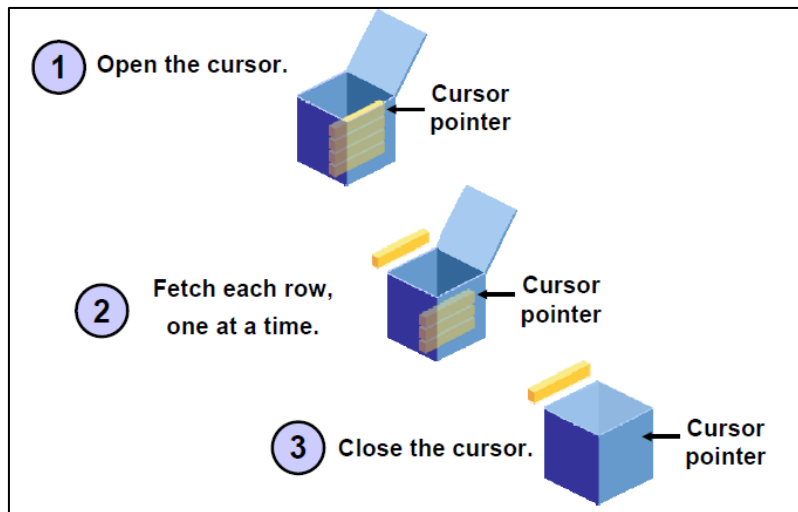 1 Open the cursor.
Cursor
pointer
2 Fetch each row,
one at a time.
Cursor
pointer
3 Close the cursor.
Cursor
pointer